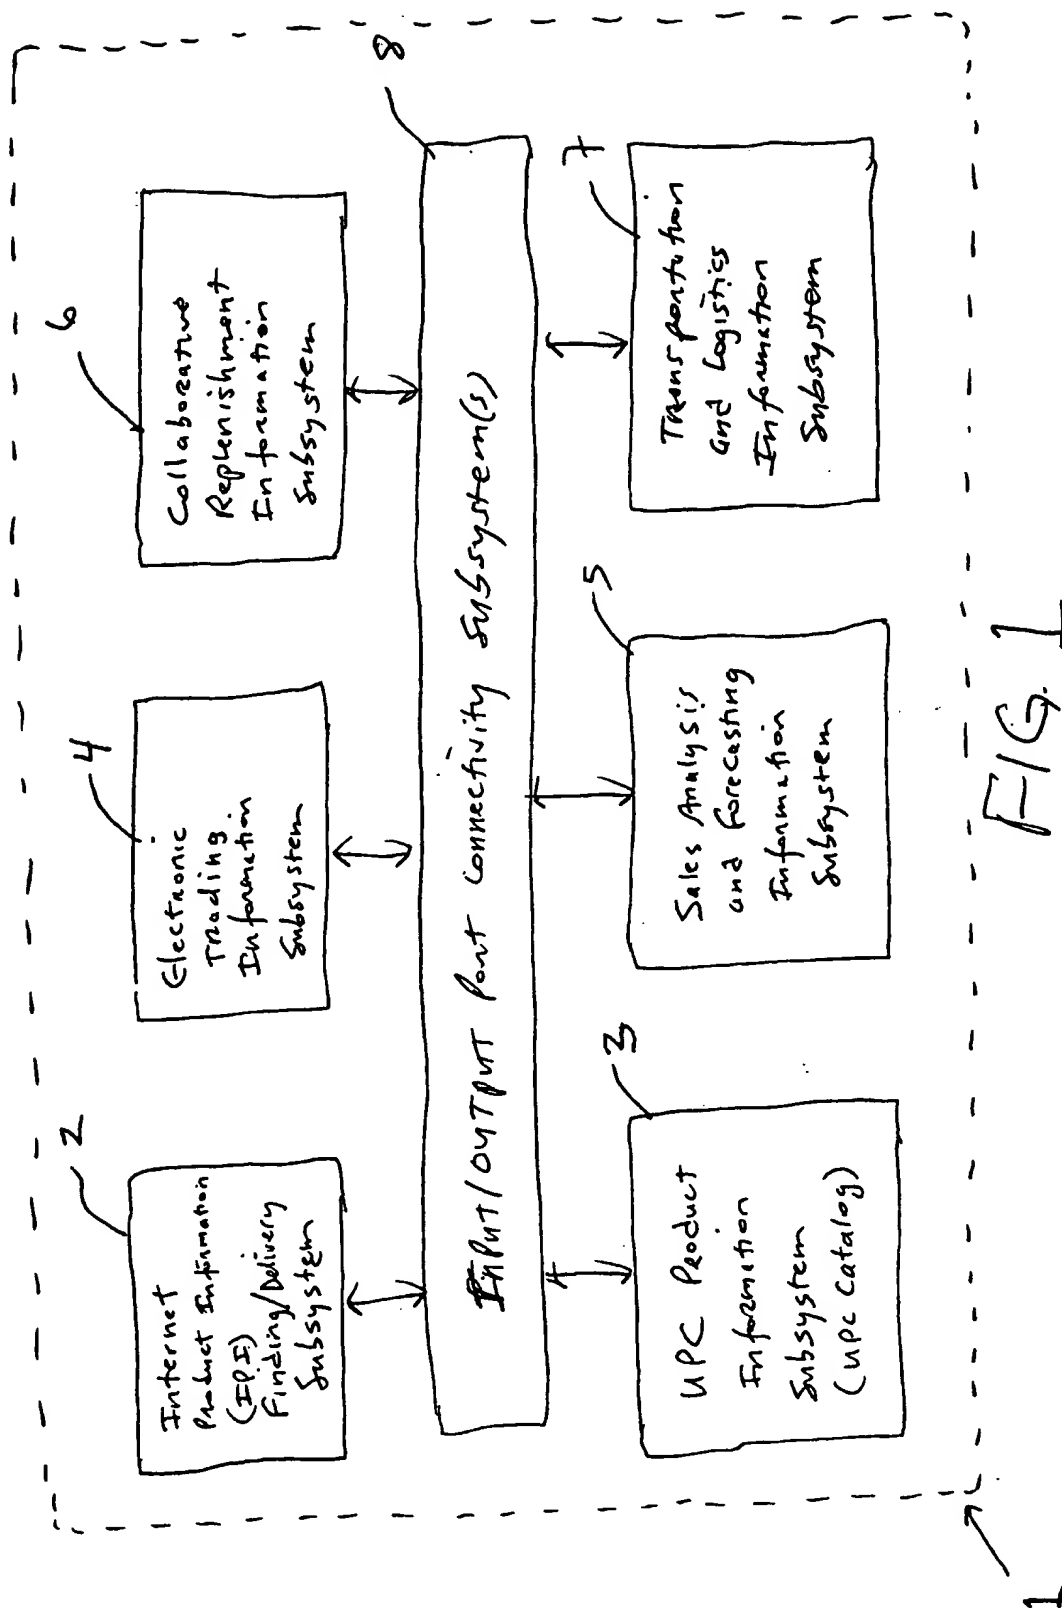 2
Internet
Product Information
(IPI)
Finding/Delivery
Subsystem
4
Electronic
Trading
Information
Subsystem
6
Collaborative
Replenishment
Information
Subsystem
8
Input/Output Port Connectivity Subsystem(s)
3
UPC Product
Information
Subsystem
(UPC Catalog)
5
Sales Analysis
and Forecasting
Information
Subsystem
7
Transportation
and Logistics
Information
Subsystem
1
FIG. 1